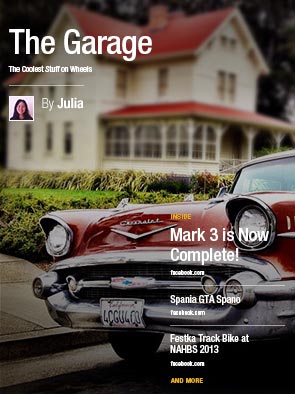 The Garage
The Coolest Stuff on Wheels
By Julia
Chevrolet
INSIDE
Mark 3 is Now
Complete!
facebook.com
Spania GTA Spano
facebook.com
Festka Track Bike at
NAHBS 2013
facebook.com
AND MORE